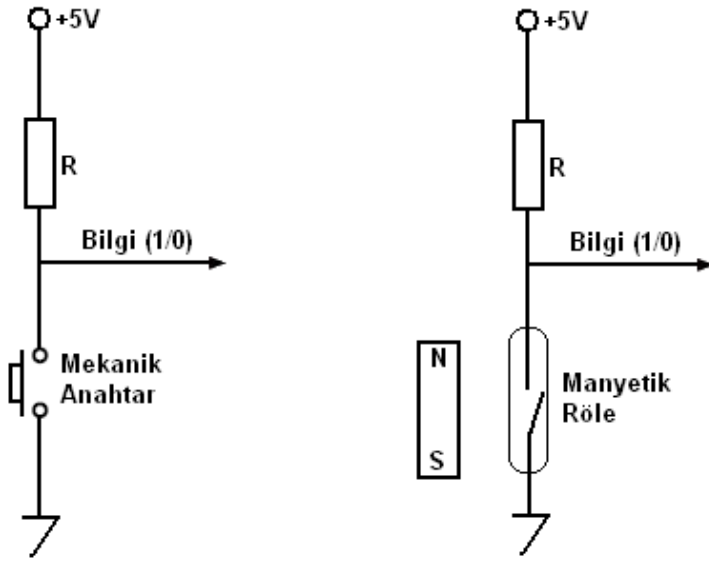 +5V
R
Bilgi (1/0)
Mekanik
Anahtar
+5V
R
Bilgi (1/0)
N
S
Manyetik
Röle